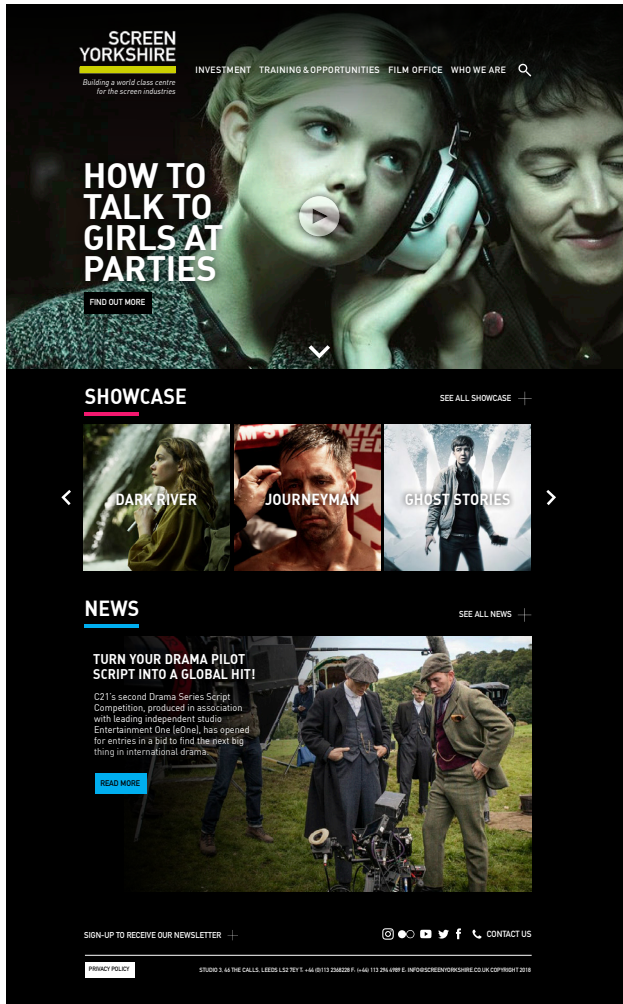 SCREEN
YORKSHIRE
Building a world class centre
for the screen industries
INVESTMENT TRAINING & OPPORTUNITIES FILM OFFICE WHO WE ARE
HOW TO
TALK TO
GIRLS AT
PARTIES
FIND OUT MORE
SHOWCASE
SEE ALL SHOWCASE
DARK RIVER
JOURNEYMAN
GHOST STORIES
NEWS
SEE ALL NEWS
TURN YOUR DRAMA PILOT
SCRIPT INTO A GLOBAL HIT!
C21's second Drama Series Script
Competition, produced in association
with leading independent studio
Entertainment One (eOne), has opened
for entries in a bid to find the next big
thing in international drama.
READ MORE
SIGN-UP TO RECEIVE OUR NEWSLETTER
CONTACT US
PRIVACY POLICY
STUDIO 3, 46 THE CALLS, LEEDS LS2 7EY T: +44 (0)113 2368228 F: (+44) 113 294 4989 E: INFO@SCREENYORKSHIRE.CO.UK COPYRIGHT 2018